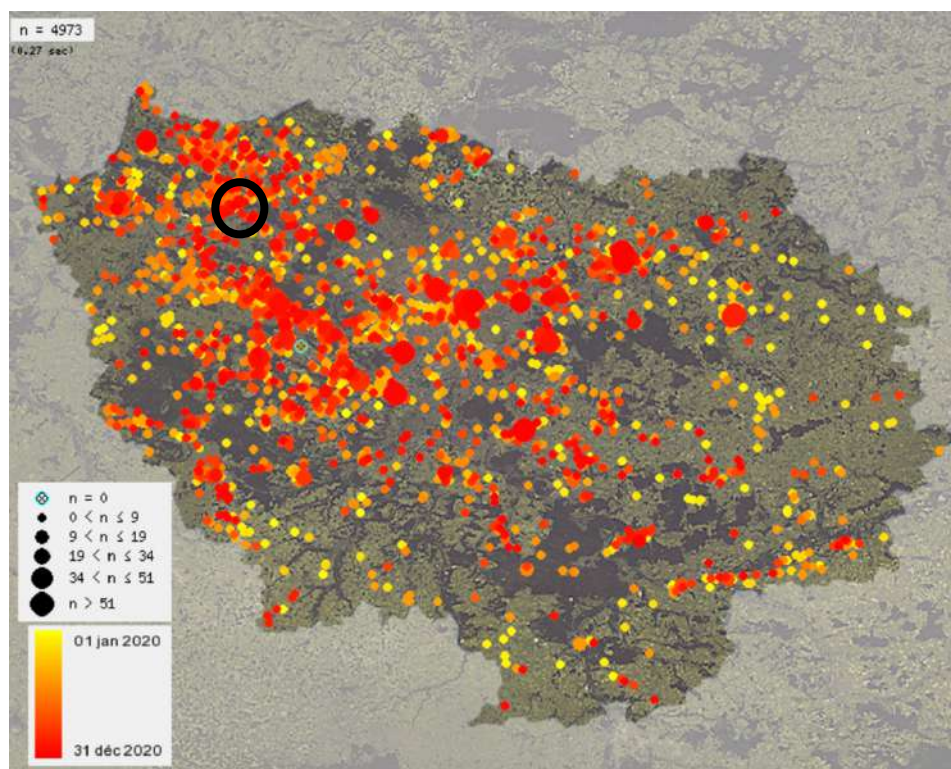 n = 4973
(0.27 sec)
n = 0
0 < n ≤ 9
9 < n ≤ 19
19 < n ≤ 34
34 < n ≤ 51
n > 51
01 jan 2020
31 déc 2020